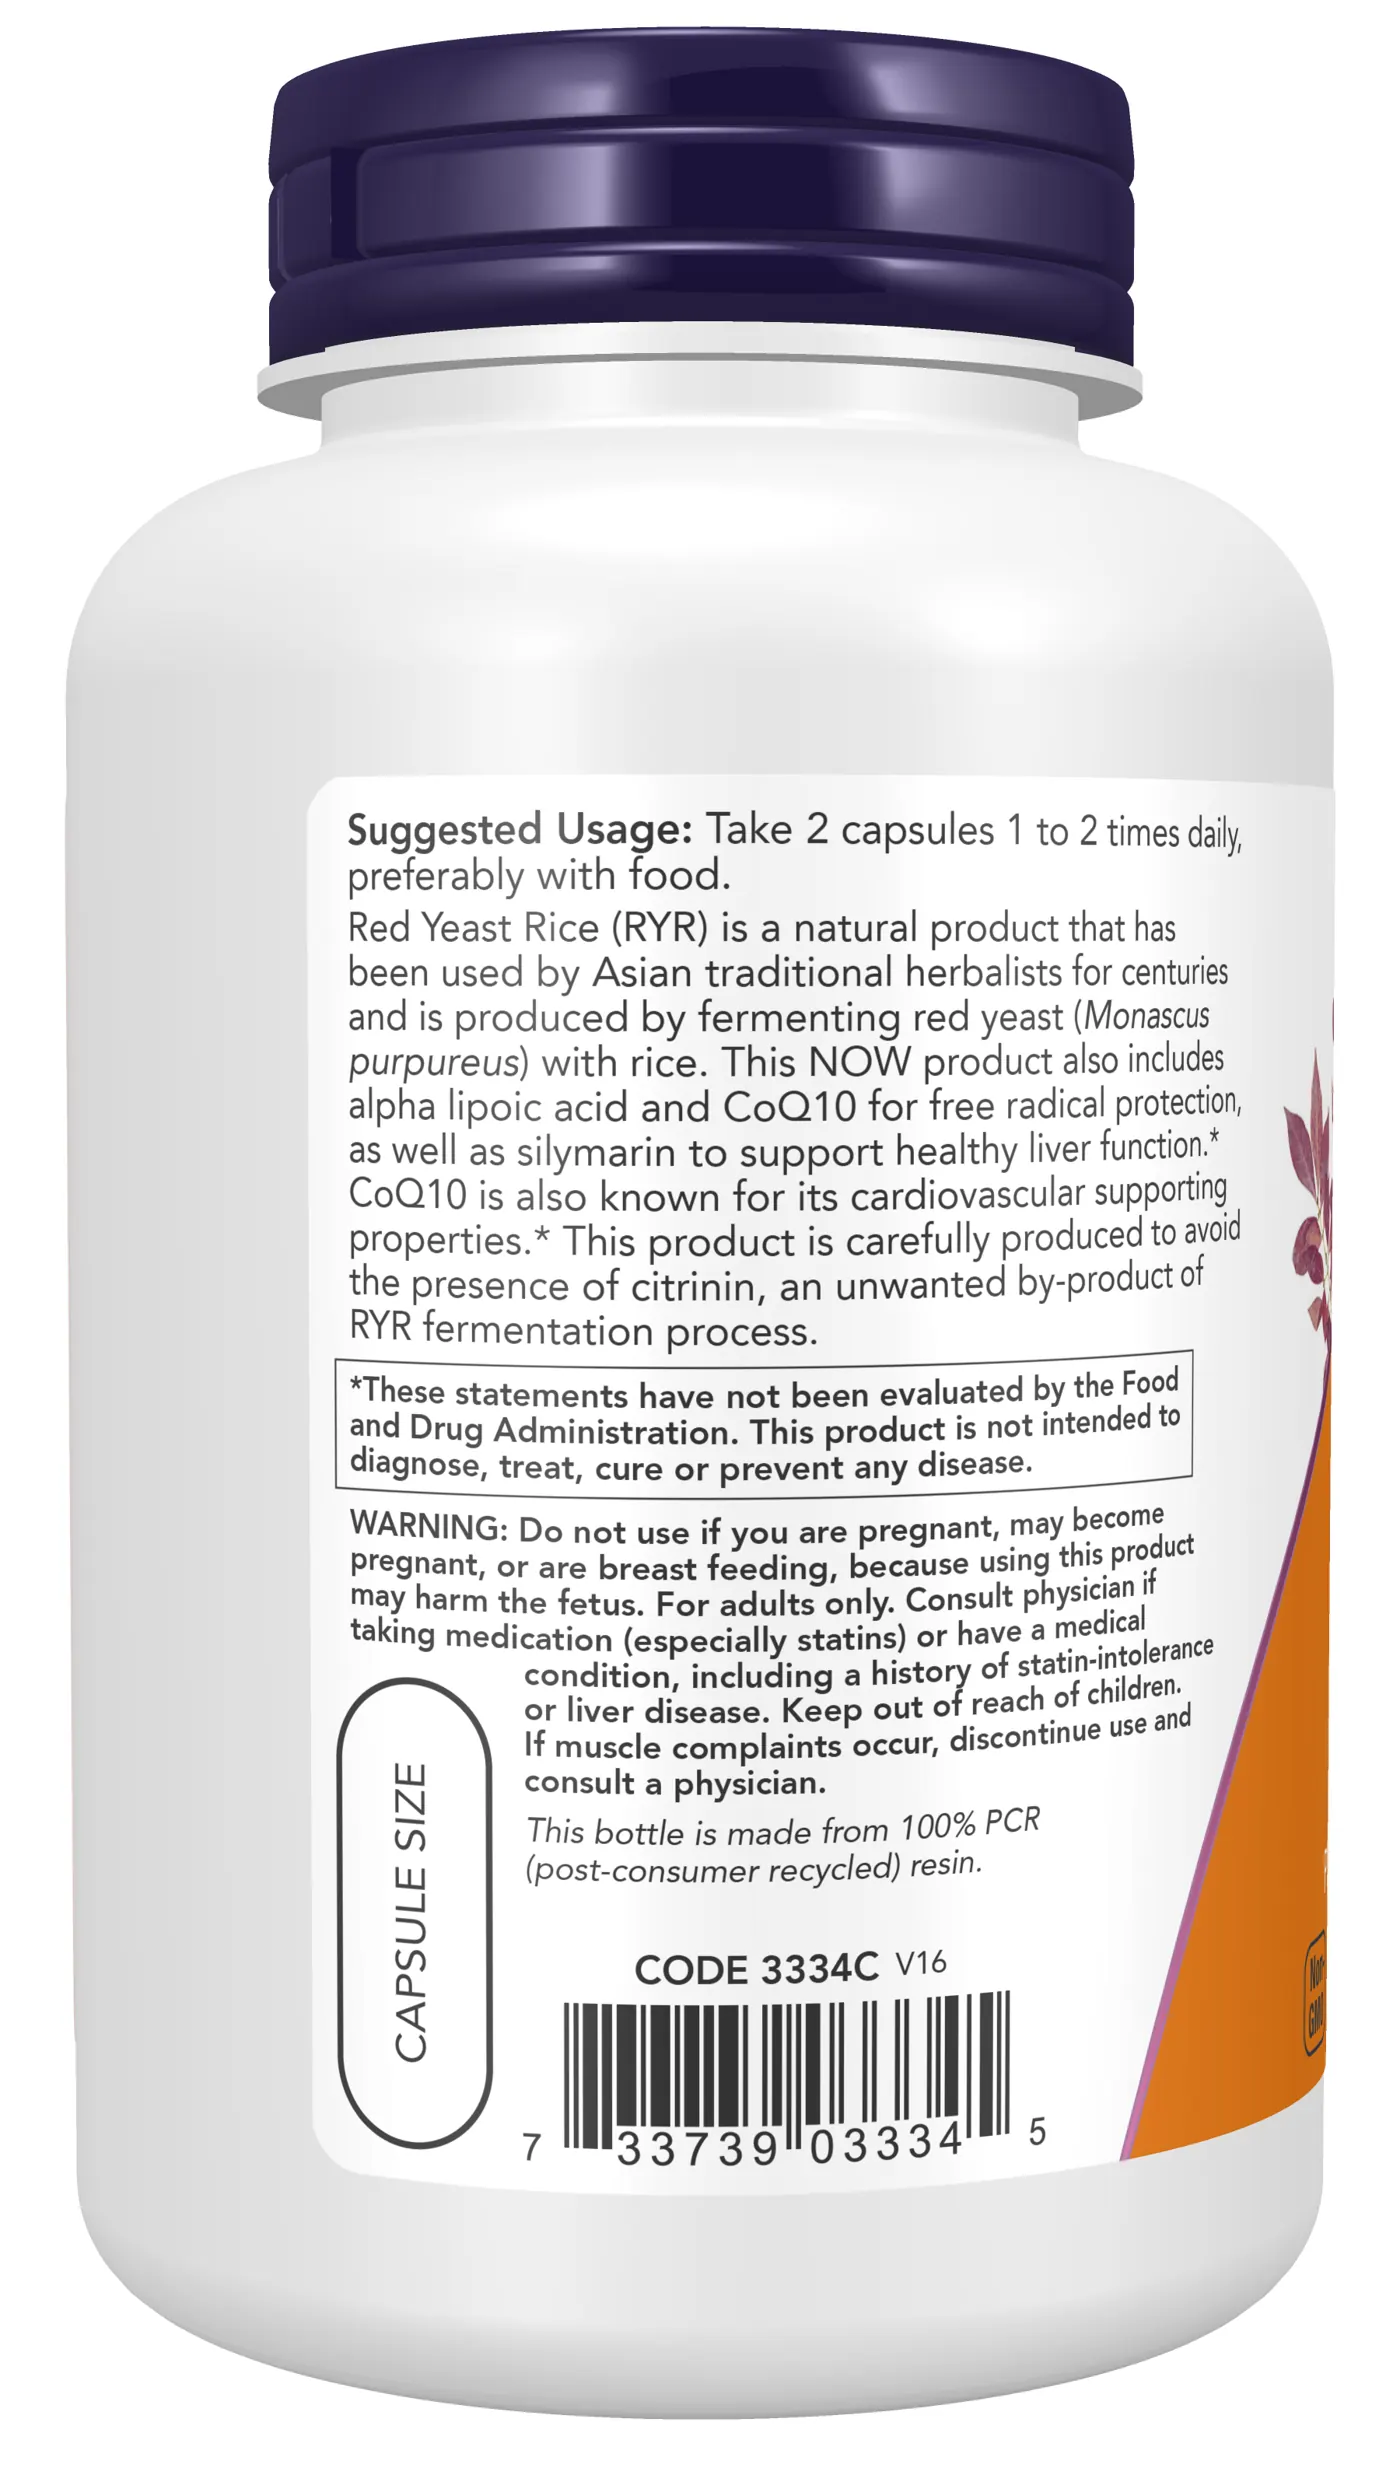 Suggested Usage: Take 2 capsules 1 to 2 times daily,
preferably with food.
Red Yeast Rice (RYR) is a natural product that has
been used by Asian traditional herbalists for centuries
and is produced by fermenting red yeast (Monascus
purpureus) with rice. This NOW product also includes
alpha lipoic acid and CoQ10 for free radical protection,
as well as silymarin to support healthy liver function.*
CoQ10 is also known for its cardiovascular supporting
properties.* This product is carefully produced to avoid
the presence of citrinin, an unwanted by-product of
RYR fermentation process.
*These statements have not been evaluated by the Food
and Drug Administration. This product is not intended to
diagnose, treat, cure or prevent any disease.
WARNING: Do not use if you are pregnant, may become
pregnant, or are breast feeding, because using this product
may harm the fetus. For adults only. Consult physician if
taking medication (especially statins) or have a medical
condition, including a history of statin-intolerance
or liver disease. Keep out of reach of children.
If muscle complaints occur, discontinue use and
consult a physician.
CAPSULE SIZE
This bottle is made from 100% PCR
(post-consumer recycled) resin.
CODE 3334C V16
7 33739 03334 5
Non-
GMO